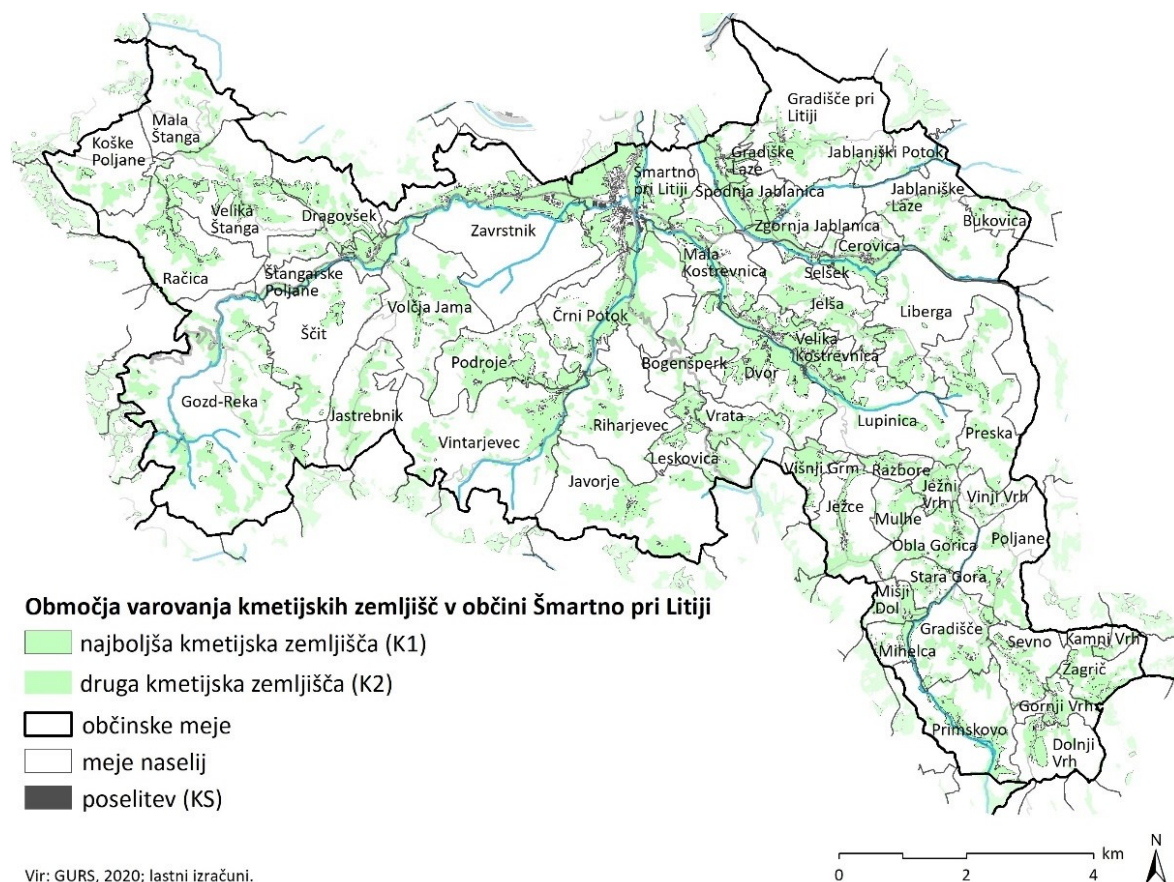 Gradišče pri
Litiji
Mala
Štanga
Koške
Poljane
Gradiške
Laze
Jablaniški Potok
Šmartno
pri Litiji
Spodnja Jablanica
Jablaniške
Laze
Velika
Štanga
Dragovšek
Bukovica
Zavrstnik
Zgornja Jablanica
Cerovica
Mala
Kostrevnica
Selšek
Račica
Štangarske
Poljane
Volčja Jama
Jelša
Liberga
Ščit
Črni Potok
Velika
Kostrevnica
Podroje
Bogenšperk
Dvor
Gozd-Reka
Jastrebnik
Vrata
Lupinica
Riharjevec
Vintarjevec
Preska
Leskovica
Višnji Grm
Razbore
Javorje
Ježni
Vrh
Vinji Vrh
Ježce
Mulhe
Poljane
Obla Gorica
Stara Gora
Mišji
Dol
Gradišče
Mihelca
Sevno
Kamni Vrh
Zagrič
Gornji Vrh
Primskovo
Dolnji
Vrh
Območja varovanja kmetijskih zemljišč v občini Šmartno pri Litiji
najboljša kmetijska zemljišča (K1)
druga kmetijska zemljišča (K2)
občinske meje
meje naselij
poselitev (KS)
Vir: GURS, 2020; lastni izračuni.
km
0 2 4
N